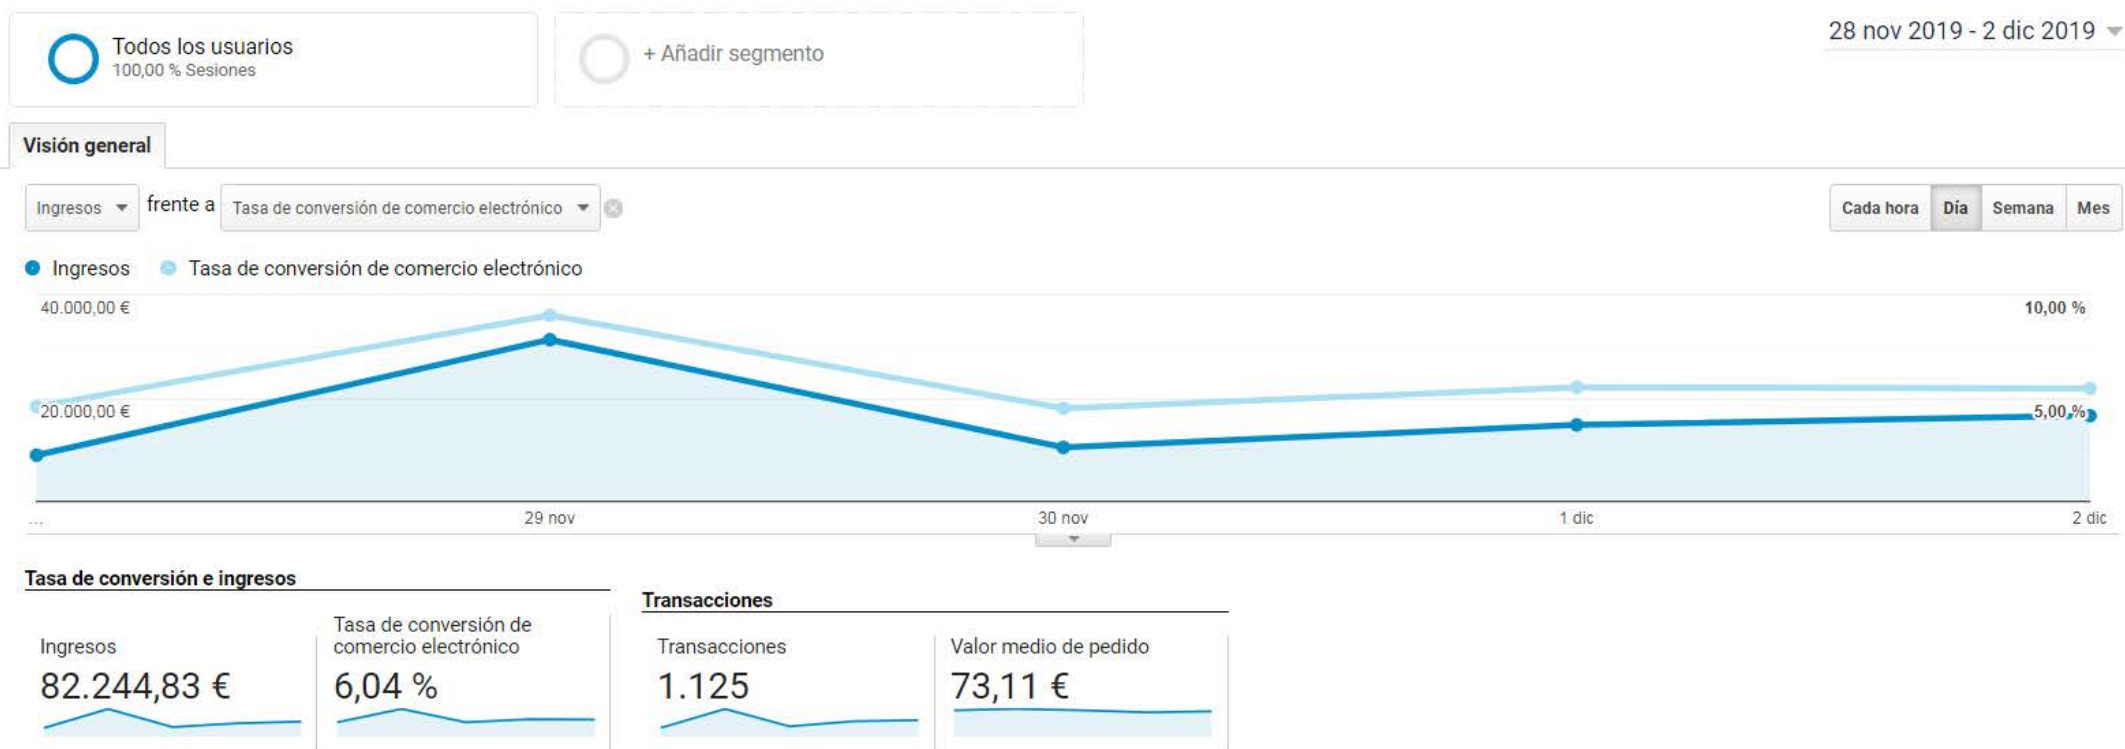 Todos los usuarios
100,00 % Sesiones
+ Añadir segmento
28 nov 2019 - 2 dic 2019
Visión general
Ingresos frente a Tasa de conversión de comercio electrónico
Cada hora Día Semana Mes
Ingresos Tasa de conversión de comercio electrónico
40.000,00 € 10,00 %
20.000,00 € 5,00 %
... 29 nov 30 nov 1 dic 2 dic
Tasa de conversión e ingresos
Ingresos
82.244,83 €
Tasa de conversión de
comercio electrónico
6,04 %
Transacciones
Transacciones
1.125
Valor medio de pedido
73,11 €